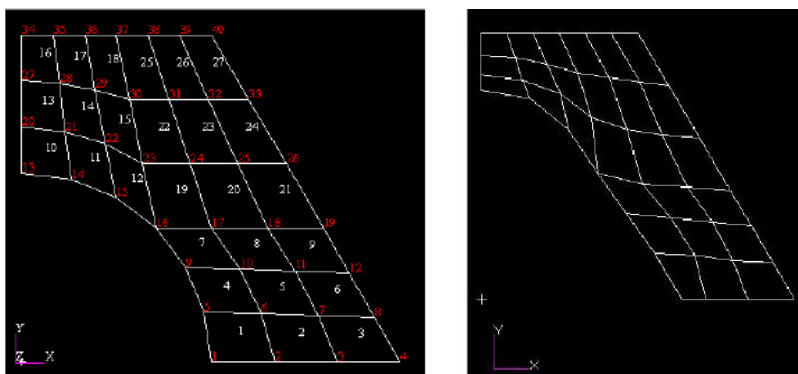 34 35 36 37 38 39 40
16 17 18 25 26 27
27 28 29 30 31 32 33
13 14 15 22 23 24
20 21 22 23 24 25 26
10 11 12 19 20 21
13 14 15 16 17 18 19
7 8 9
9 10 11 12
4 5 6
5 6 7 8
1 2 3
1 2 3 4
Y
Z X
Y
X